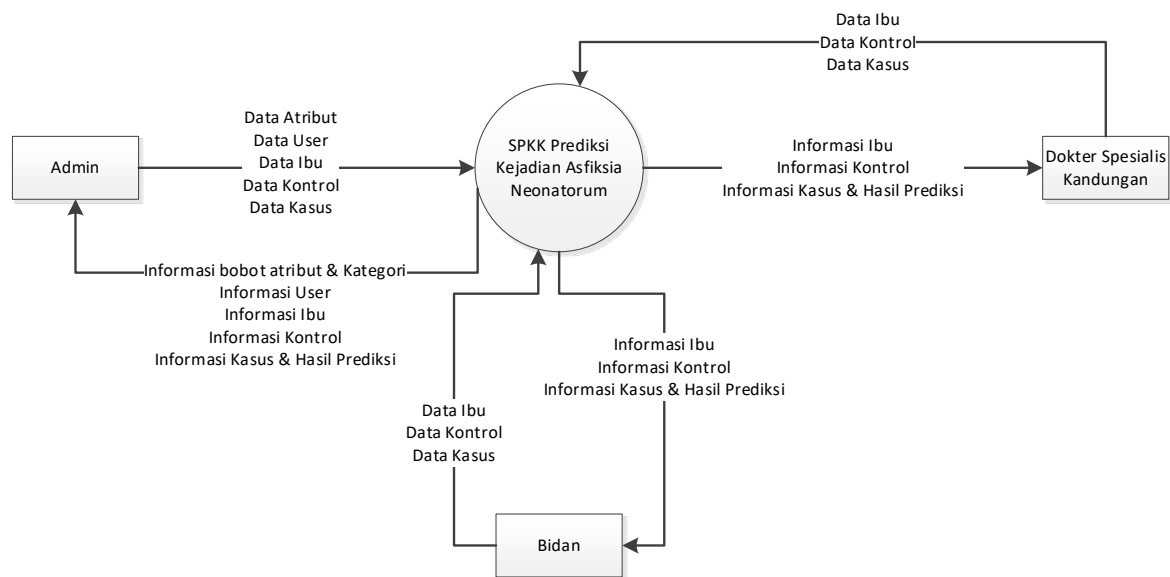 Data Ibu
Data Kontrol
Data Kasus
Data Atribut
Data User
Data Ibu
Data Kontrol
Data Kasus
Admin
SPKK Prediksi
Kejadian Asfiksia
Neonatorum
Informasi Ibu
Informasi Kontrol
Informasi Kasus & Hasil Prediksi
Dokter Spesialis
Kandungan
Informasi bobot atribut & Kategori
Informasi User
Informasi Ibu
Informasi Kontrol
Informasi Kasus & Hasil Prediksi
Informasi Ibu
Informasi Kontrol
Informasi Kasus & Hasil Prediksi
Data Ibu
Data Kontrol
Data Kasus
Bidan